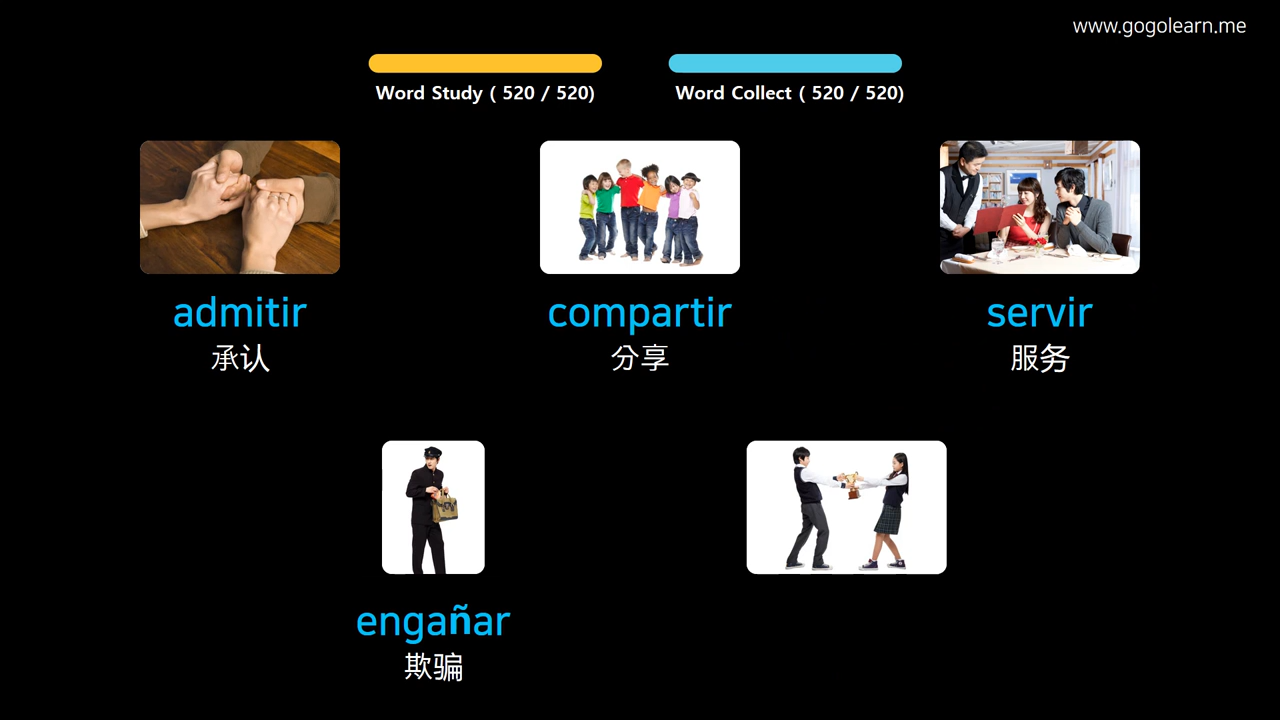 www.gogolearn.me
Word Study ( 520 / 520)
Word Collect ( 520 / 520)
admitir
承认
compartir
分享
servir
服务
engañar
欺骗